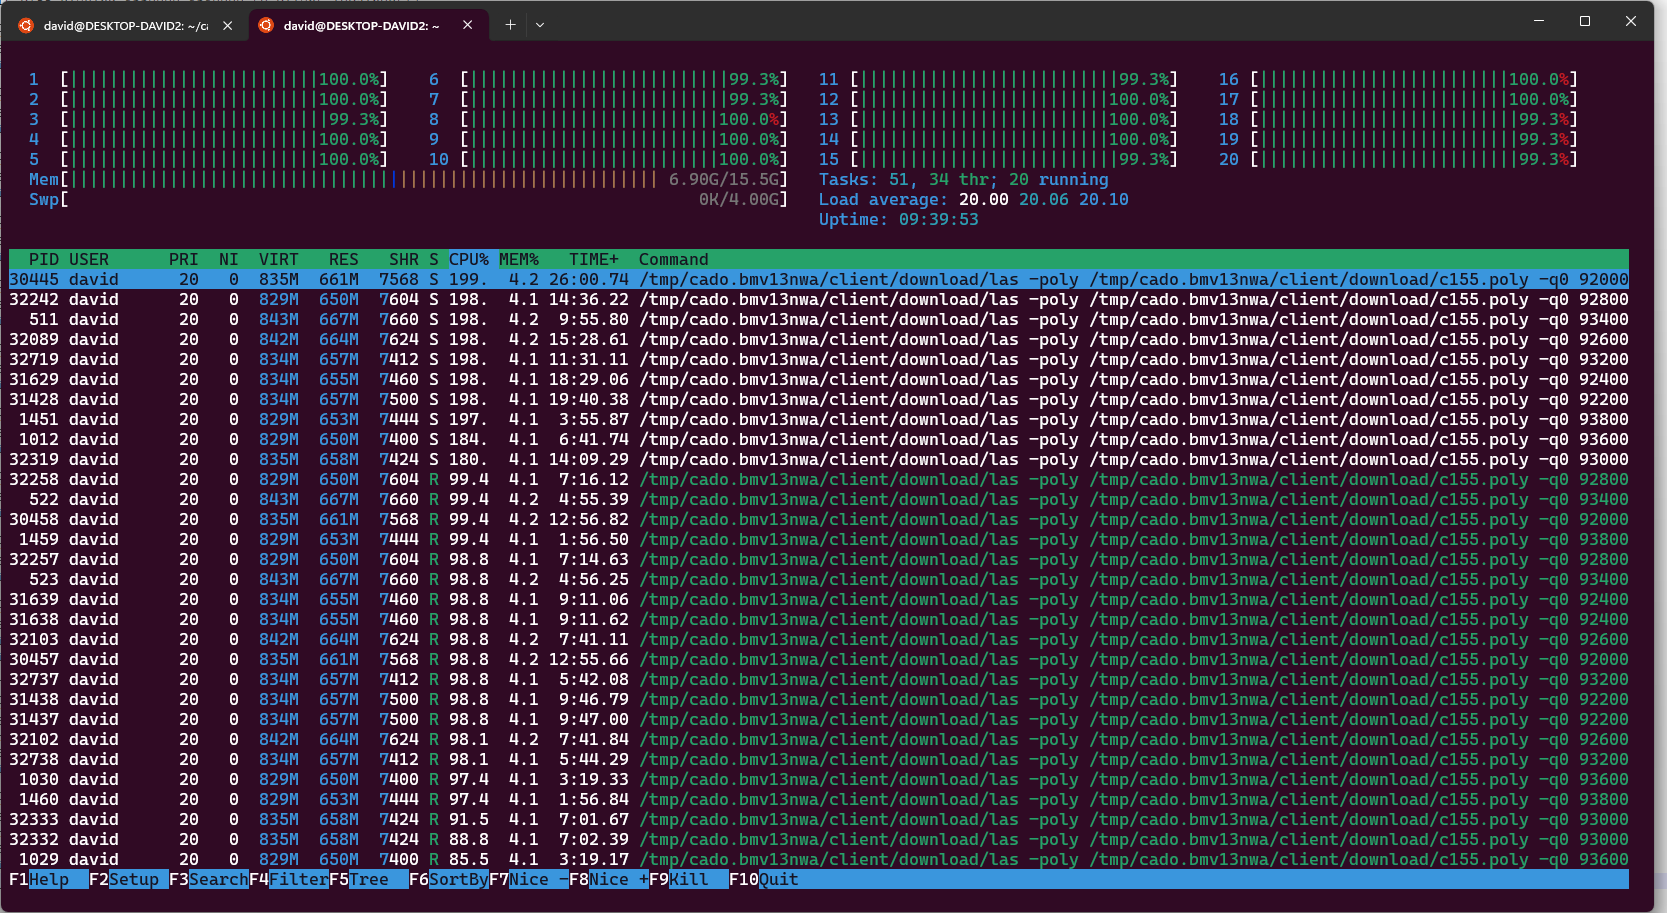 david@DESKTOP-DAVID2: ~/c david@DESKTOP-DAVID2: ~
1 [100.0%] 6 [99.3%] 11 [99.3%] 16 [100.0%]
2 [100.0%] 7 [99.3%] 12 [100.0%] 17 [100.0%]
3 [99.3%] 8 [100.0%] 13 [100.0%] 18 [99.3%]
4 [100.0%] 9 [100.0%] 14 [100.0%] 19 [99.3%]
5 [100.0%] 10 [100.0%] 15 [99.3%] 20 [99.3%]
Mem[6.90G/15.5G] Tasks: 51, 34 thr; 20 running
Swp[0K/4.00G] Load average: 20.00 20.06 20.10
Uptime: 09:39:53
PID USER PRI NI VIRT RES SHR S CPU% MEM% TIME+ Command
30445 david 20 0 835M 661M 7568 S 199. 4.2 26:00.74 /tmp/cado.bmv13nwa/client/download/las -poly /tmp/cado.bmv13nwa/client/download/c155.poly -q0 92000
32242 david 20 0 829M 650M 7604 S 198. 4.1 14:36.22 /tmp/cado.bmv13nwa/client/download/las -poly /tmp/cado.bmv13nwa/client/download/c155.poly -q0 92800
511 david 20 0 843M 667M 7660 S 198. 4.2 9:55.80 /tmp/cado.bmv13nwa/client/download/las -poly /tmp/cado.bmv13nwa/client/download/c155.poly -q0 93400
32089 david 20 0 842M 664M 7624 S 198. 4.2 15:28.61 /tmp/cado.bmv13nwa/client/download/las -poly /tmp/cado.bmv13nwa/client/download/c155.poly -q0 92600
32719 david 20 0 834M 657M 7412 S 198. 4.1 11:31.11 /tmp/cado.bmv13nwa/client/download/las -poly /tmp/cado.bmv13nwa/client/download/c155.poly -q0 93200
31629 david 20 0 834M 655M 7460 S 198. 4.1 18:29.06 /tmp/cado.bmv13nwa/client/download/las -poly /tmp/cado.bmv13nwa/client/download/c155.poly -q0 92400
31428 david 20 0 834M 657M 7500 S 198. 4.1 19:40.38 /tmp/cado.bmv13nwa/client/download/las -poly /tmp/cado.bmv13nwa/client/download/c155.poly -q0 92200
1451 david 20 0 829M 653M 7444 S 197. 4.1 3:55.87 /tmp/cado.bmv13nwa/client/download/las -poly /tmp/cado.bmv13nwa/client/download/c155.poly -q0 93800
1012 david 20 0 829M 650M 7400 S 184. 4.1 6:41.74 /tmp/cado.bmv13nwa/client/download/las -poly /tmp/cado.bmv13nwa/client/download/c155.poly -q0 93600
32319 david 20 0 835M 658M 7424 S 180. 4.1 14:09.29 /tmp/cado.bmv13nwa/client/download/las -poly /tmp/cado.bmv13nwa/client/download/c155.poly -q0 93000
32258 david 20 0 829M 650M 7604 R 99.4 4.1 7:16.12 /tmp/cado.bmv13nwa/client/download/las -poly /tmp/cado.bmv13nwa/client/download/c155.poly -q0 92800
522 david 20 0 843M 667M 7660 R 99.4 4.2 4:55.39 /tmp/cado.bmv13nwa/client/download/las -poly /tmp/cado.bmv13nwa/client/download/c155.poly -q0 93400
30458 david 20 0 835M 661M 7568 R 99.4 4.2 12:56.82 /tmp/cado.bmv13nwa/client/download/las -poly /tmp/cado.bmv13nwa/client/download/c155.poly -q0 92000
1459 david 20 0 829M 653M 7444 R 99.4 4.1 1:56.50 /tmp/cado.bmv13nwa/client/download/las -poly /tmp/cado.bmv13nwa/client/download/c155.poly -q0 93800
32257 david 20 0 829M 650M 7604 R 98.8 4.1 7:14.63 /tmp/cado.bmv13nwa/client/download/las -poly /tmp/cado.bmv13nwa/client/download/c155.poly -q0 92800
523 david 20 0 843M 667M 7660 R 98.8 4.2 4:56.25 /tmp/cado.bmv13nwa/client/download/las -poly /tmp/cado.bmv13nwa/client/download/c155.poly -q0 93400
31639 david 20 0 834M 655M 7460 R 98.8 4.1 9:11.06 /tmp/cado.bmv13nwa/client/download/las -poly /tmp/cado.bmv13nwa/client/download/c155.poly -q0 92400
31638 david 20 0 834M 655M 7460 R 98.8 4.1 9:11.62 /tmp/cado.bmv13nwa/client/download/las -poly /tmp/cado.bmv13nwa/client/download/c155.poly -q0 92400
32103 david 20 0 842M 664M 7624 R 98.8 4.2 7:41.11 /tmp/cado.bmv13nwa/client/download/las -poly /tmp/cado.bmv13nwa/client/download/c155.poly -q0 92600
30457 david 20 0 835M 661M 7568 R 98.8 4.2 12:55.66 /tmp/cado.bmv13nwa/client/download/las -poly /tmp/cado.bmv13nwa/client/download/c155.poly -q0 92000
32737 david 20 0 834M 657M 7412 R 98.8 4.1 5:42.08 /tmp/cado.bmv13nwa/client/download/las -poly /tmp/cado.bmv13nwa/client/download/c155.poly -q0 93200
31438 david 20 0 834M 657M 7500 R 98.8 4.1 9:46.79 /tmp/cado.bmv13nwa/client/download/las -poly /tmp/cado.bmv13nwa/client/download/c155.poly -q0 92200
31437 david 20 0 834M 657M 7500 R 98.8 4.1 9:47.00 /tmp/cado.bmv13nwa/client/download/las -poly /tmp/cado.bmv13nwa/client/download/c155.poly -q0 92200
32102 david 20 0 842M 664M 7624 R 98.1 4.2 7:41.84 /tmp/cado.bmv13nwa/client/download/las -poly /tmp/cado.bmv13nwa/client/download/c155.poly -q0 92600
32738 david 20 0 834M 657M 7412 R 98.1 4.1 5:44.29 /tmp/cado.bmv13nwa/client/download/las -poly /tmp/cado.bmv13nwa/client/download/c155.poly -q0 93200
1030 david 20 0 829M 650M 7400 R 97.4 4.1 3:19.33 /tmp/cado.bmv13nwa/client/download/las -poly /tmp/cado.bmv13nwa/client/download/c155.poly -q0 93600
1460 david 20 0 829M 653M 7444 R 97.4 4.1 1:56.84 /tmp/cado.bmv13nwa/client/download/las -poly /tmp/cado.bmv13nwa/client/download/c155.poly -q0 93800
32333 david 20 0 835M 658M 7424 R 91.5 4.1 7:01.67 /tmp/cado.bmv13nwa/client/download/las -poly /tmp/cado.bmv13nwa/client/download/c155.poly -q0 93000
32332 david 20 0 835M 658M 7424 R 88.8 4.1 7:02.39 /tmp/cado.bmv13nwa/client/download/las -poly /tmp/cado.bmv13nwa/client/download/c155.poly -q0 93000
1029 david 20 0 829M 650M 7400 R 85.5 4.1 3:19.17 /tmp/cado.bmv13nwa/client/download/las -poly /tmp/cado.bmv13nwa/client/download/c155.poly -q0 93600
F1Help F2Setup F3SearchF4FilterF5Tree F6SortByF7Nice -F8Nice +F9Kill F10Quit